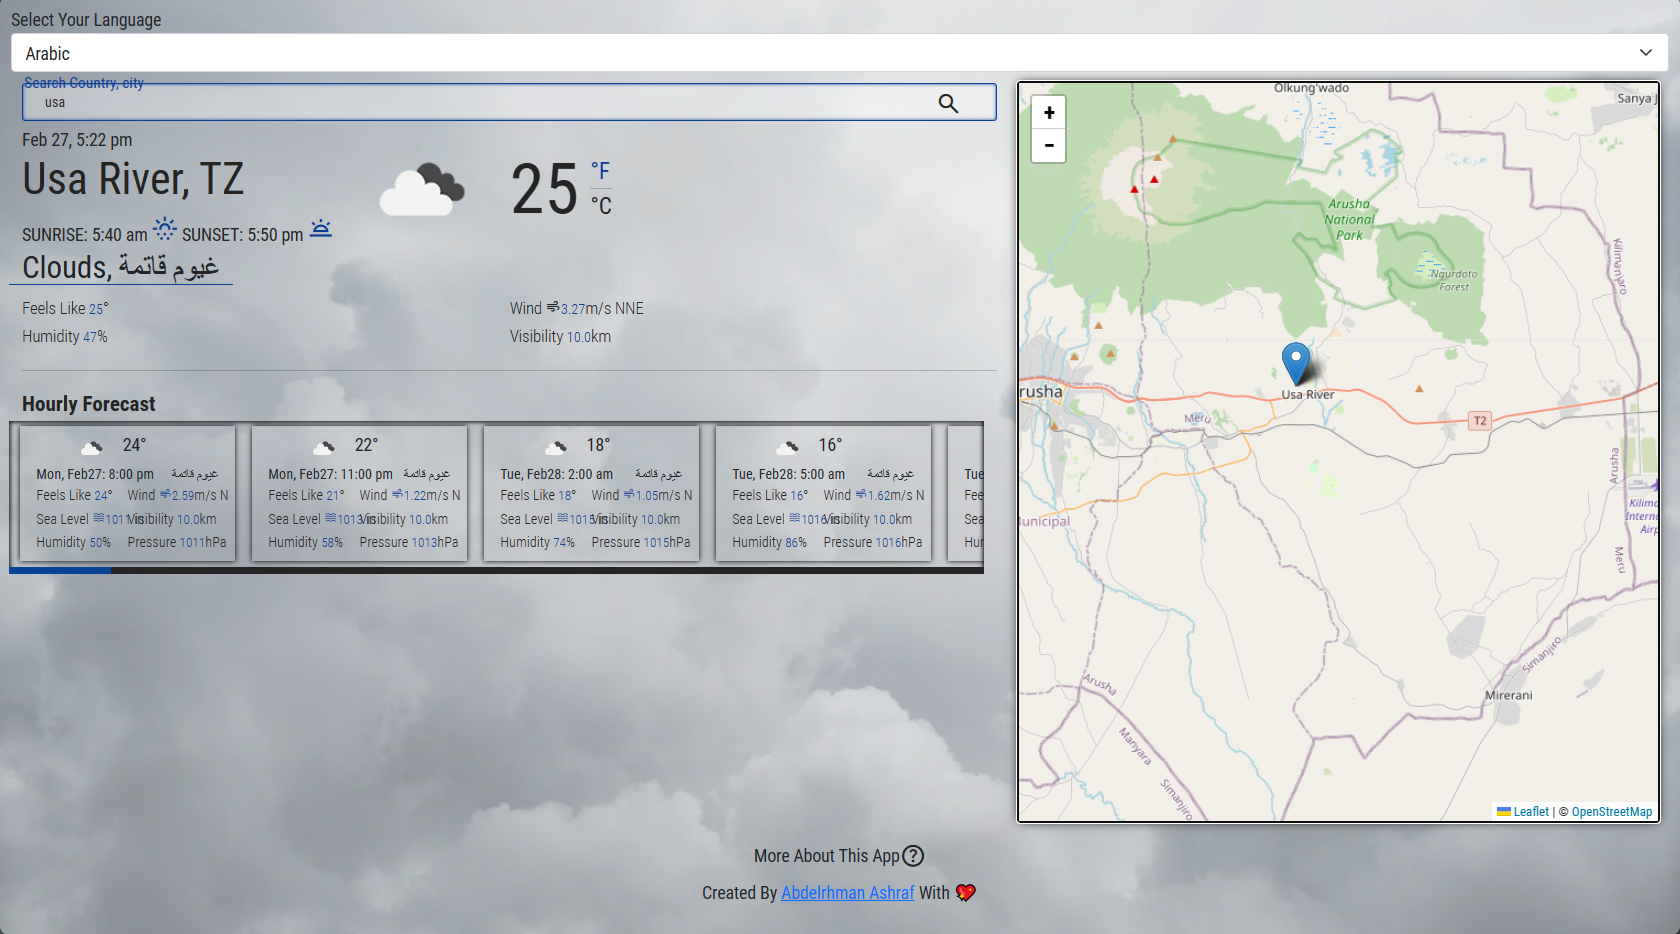 Select Your Language
Arabic
Search Country, city
usa
Feb 27, 5:22 pm
Usa River, TZ
25 °F
°C
SUNRISE: 5:40 am SUNSET: 5:50 pm
Clouds, غيوم قاتمة
Feels Like 25° Wind 3.27m/s NNE
Humidity 47% Visibility 10.0km
Hourly Forecast
24°
Mon, Feb27: 8:00 pm غيوم قاتمة
Feels Like 24° Wind 2.59m/s N
Sea Level 1011 Visibility 10.0km
Humidity 50% Pressure 1011hPa
22°
Mon, Feb27: 11:00 pm غيوم قاتمة
Feels Like 21° Wind 1.22m/s N
Sea Level 1013 Visibility 10.0km
Humidity 58% Pressure 1013hPa
18°
Tue, Feb28: 2:00 am غيوم قاتمة
Feels Like 18° Wind 1.05m/s N
Sea Level 1015 Visibility 10.0km
Humidity 74% Pressure 1015hPa
16°
Tue, Feb28: 5:00 am غيوم قاتمة
Feels Like 16° Wind 1.62m/s N
Sea Level 1016 Visibility 10.0km
Humidity 86% Pressure 1016hPa
Tue
Fee
Sea
Hur
+
-
Olkung'wado
Sanya J
Arusha
National
Park
Ngurdoto
Forest
Kilimanjaro
rusha
Usa River
T2
Meru
Arusha
Kilima
Interna
Airp
unicipal
Meru
Simanjiro
Arusha
Mirerani
Manyara
Simanjiro
Leaflet | © OpenStreetMap
More About This App ?
Created By Abdelrhman Ashraf With 💖